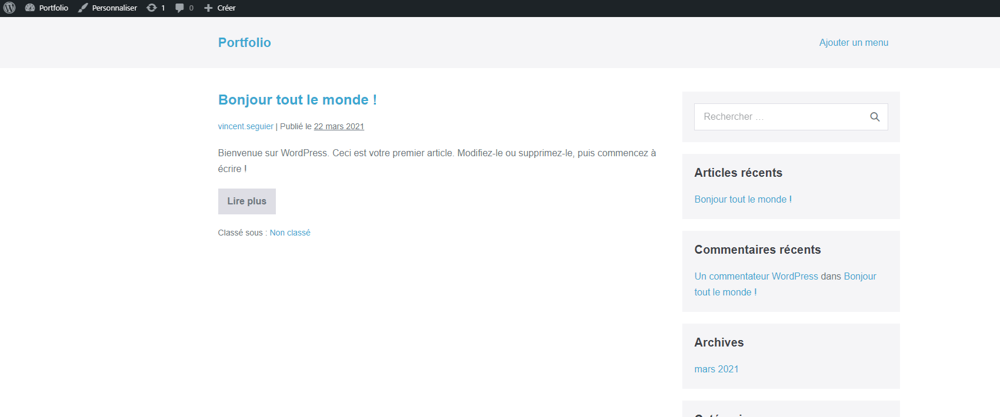 Portfolio Personnaliser 1 0 Créer
Portfolio
Ajouter un menu
Bonjour tout le monde !
vincent.seguier | Publié le 22 mars 2021
Bienvenue sur WordPress. Ceci est votre premier article. Modifiez-le ou supprimez-le, puis commencez à
écrire !
Lire plus
Classé sous : Non classé
Rechercher …
Articles récents
Bonjour tout le monde !
Commentaires récents
Un commentateur WordPress dans Bonjour
tout le monde !
Archives
mars 2021